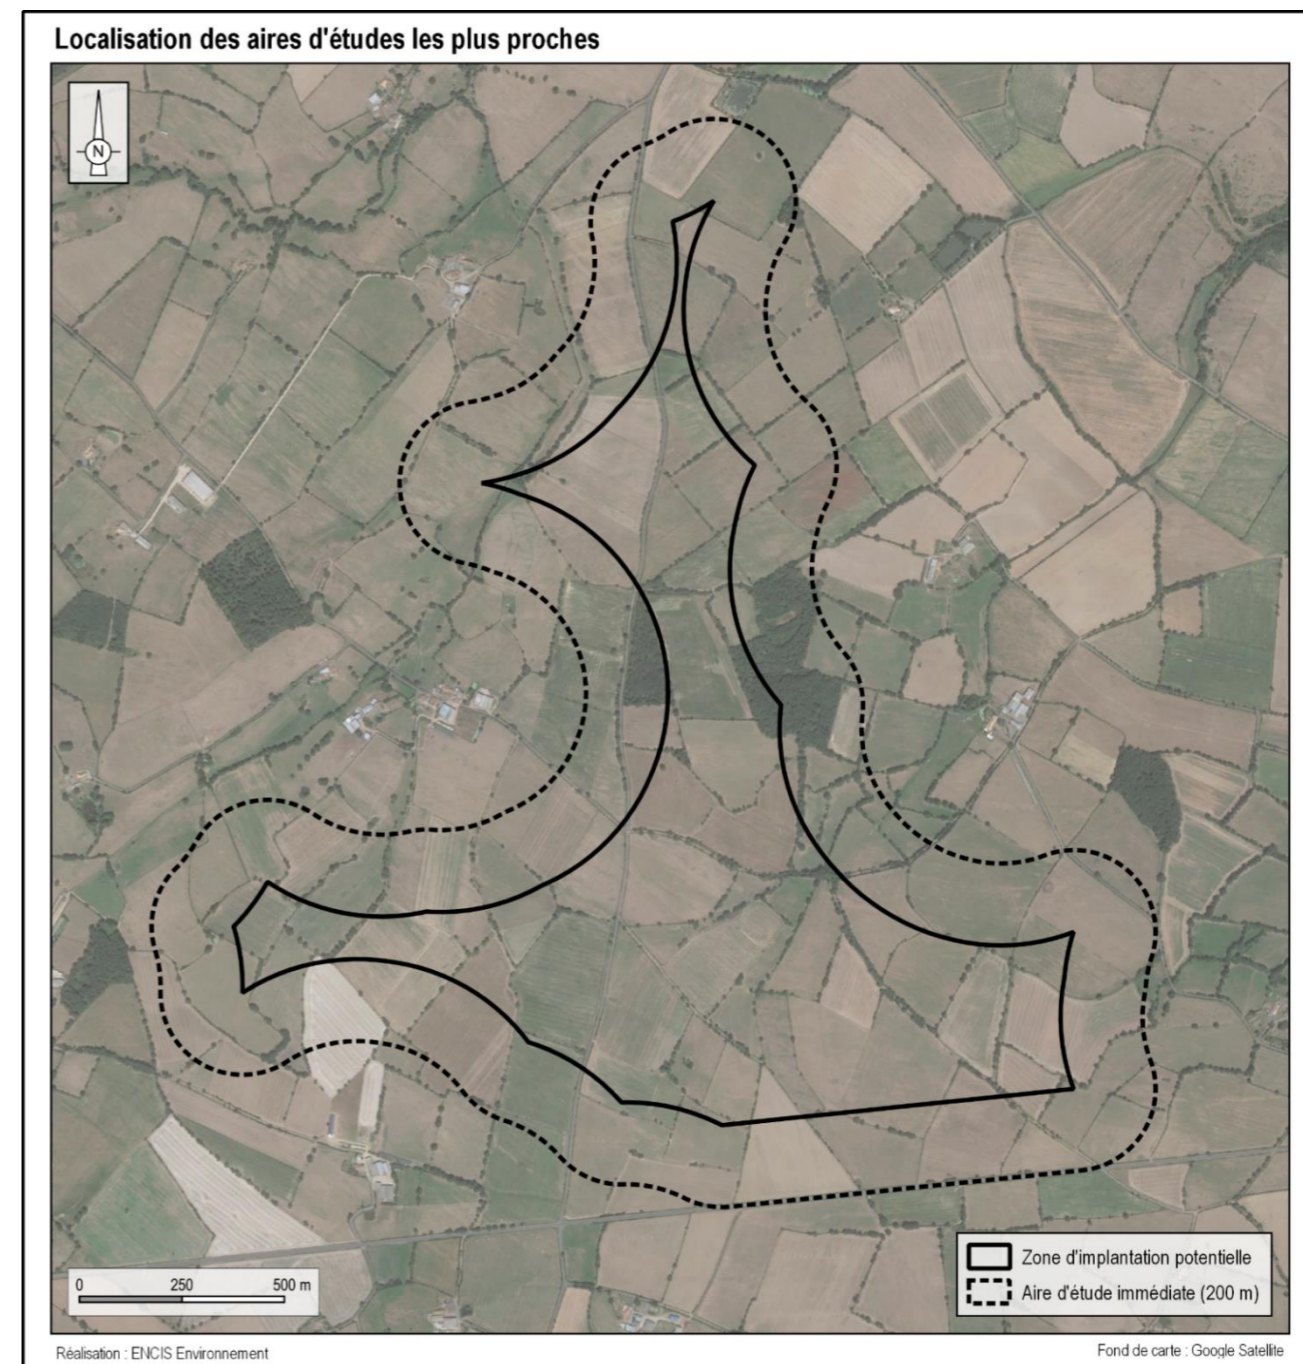 Localisation des aires d'études les plus proches
N
0 250 500 m
Zone d'implantation potentielle
Aire d'étude immédiate (200 m)
Réalisation : ENCIS Environnement
Fond de carte : Google Satellite